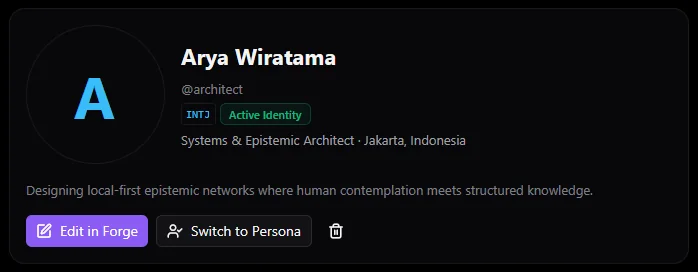 A
Arya Wiratama
@architect
INTJ Active Identity
Systems & Epistemic Architect · Jakarta, Indonesia
Designing local-first epistemic networks where human contemplation meets structured knowledge.
Edit in Forge Switch to Persona